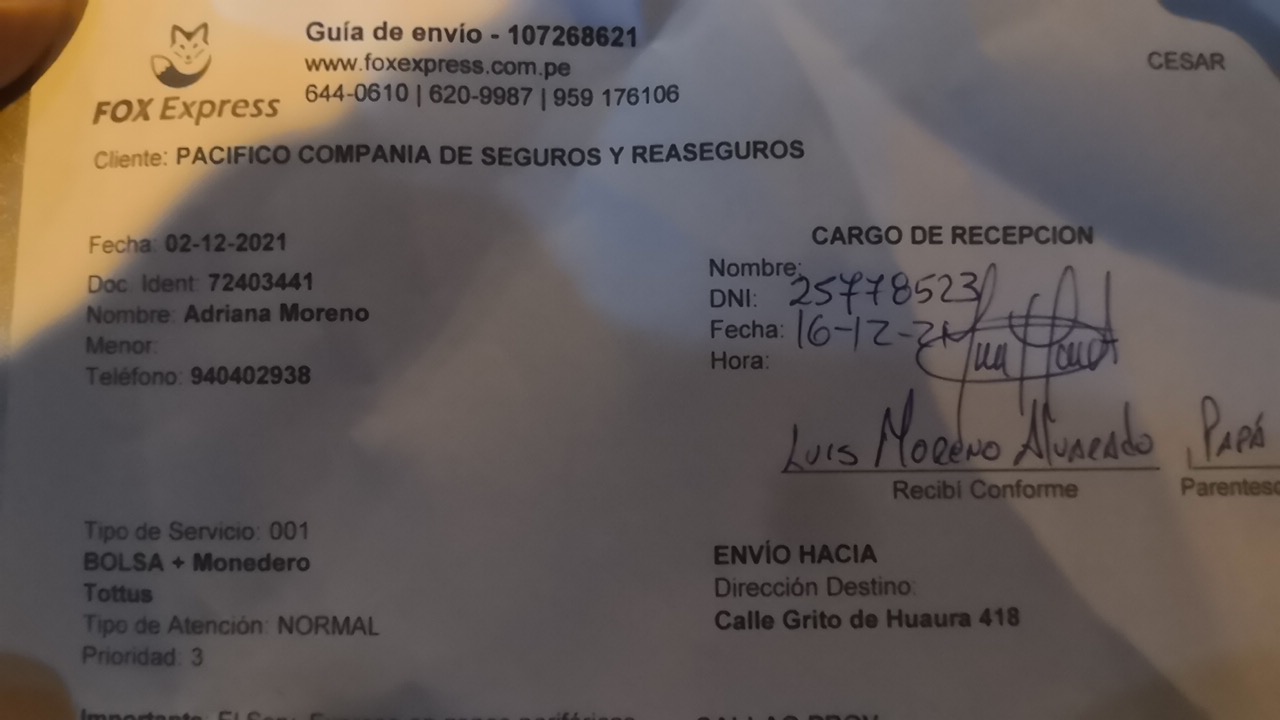 Guía de envío - 107268621
www.foxexpress.com.pe
644-0610 | 620-9987 | 959 176106
FOX Express
CESAR
Cliente: PACIFICO COMPANIA DE SEGUROS Y REASEGUROS
Fecha: 02-12-2021
Doc. Ident: 72403441
Nombre: Adriana Moreno
Menor:
Teléfono: 940402938
CARGO DE RECEPCION
Nombre:
DNI: 25778523
Fecha: 16-12-21
Hora:
Luis Moreno Alvarado Papá
Recibí Conforme Parentesc
Tipo de Servicio: 001
BOLSA + Monedero
Tottus
Tipo de Atención: NORMAL
Prioridad: 3
ENVÍO HACIA
Dirección Destino:
Calle Grito de Huaura 418